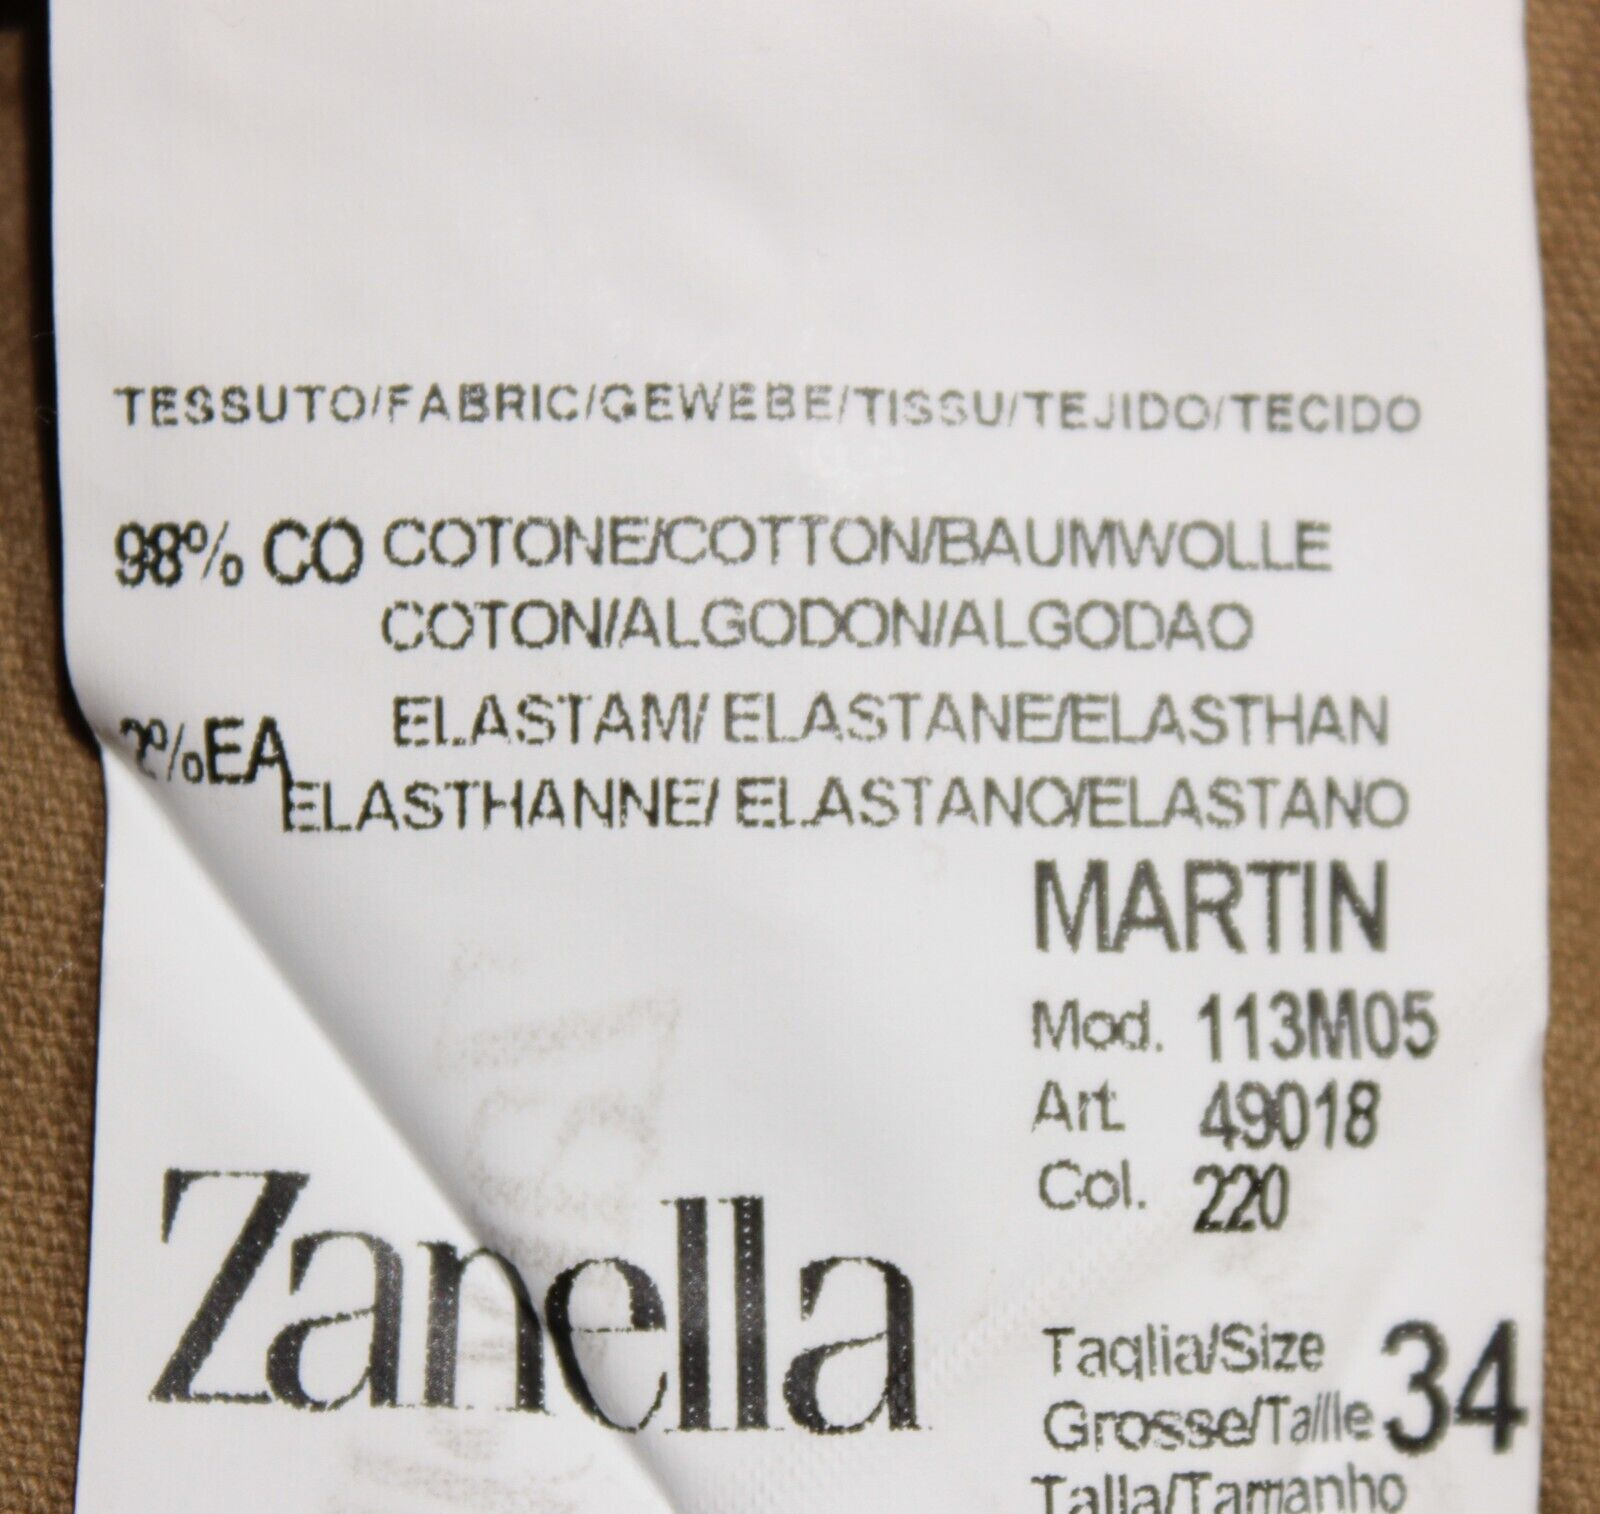 TESSUTO/FABRIC/GEWEBE/TISSU/TEJIDO/TECIDO
98% CO COTONE/COTTON/BAUMWOLLE
COTON/ALGODON/ALGODAO
2%EA ELASTAM/ ELASTANE/ELASTHAN
ELASTHANNE/ ELASTANO/ELASTANO
MARTIN
Mod. 113M05
Art. 49018
Col. 220
Zanella
Taglia/Size
Grosse/Taille 34
Talla/Tamanho